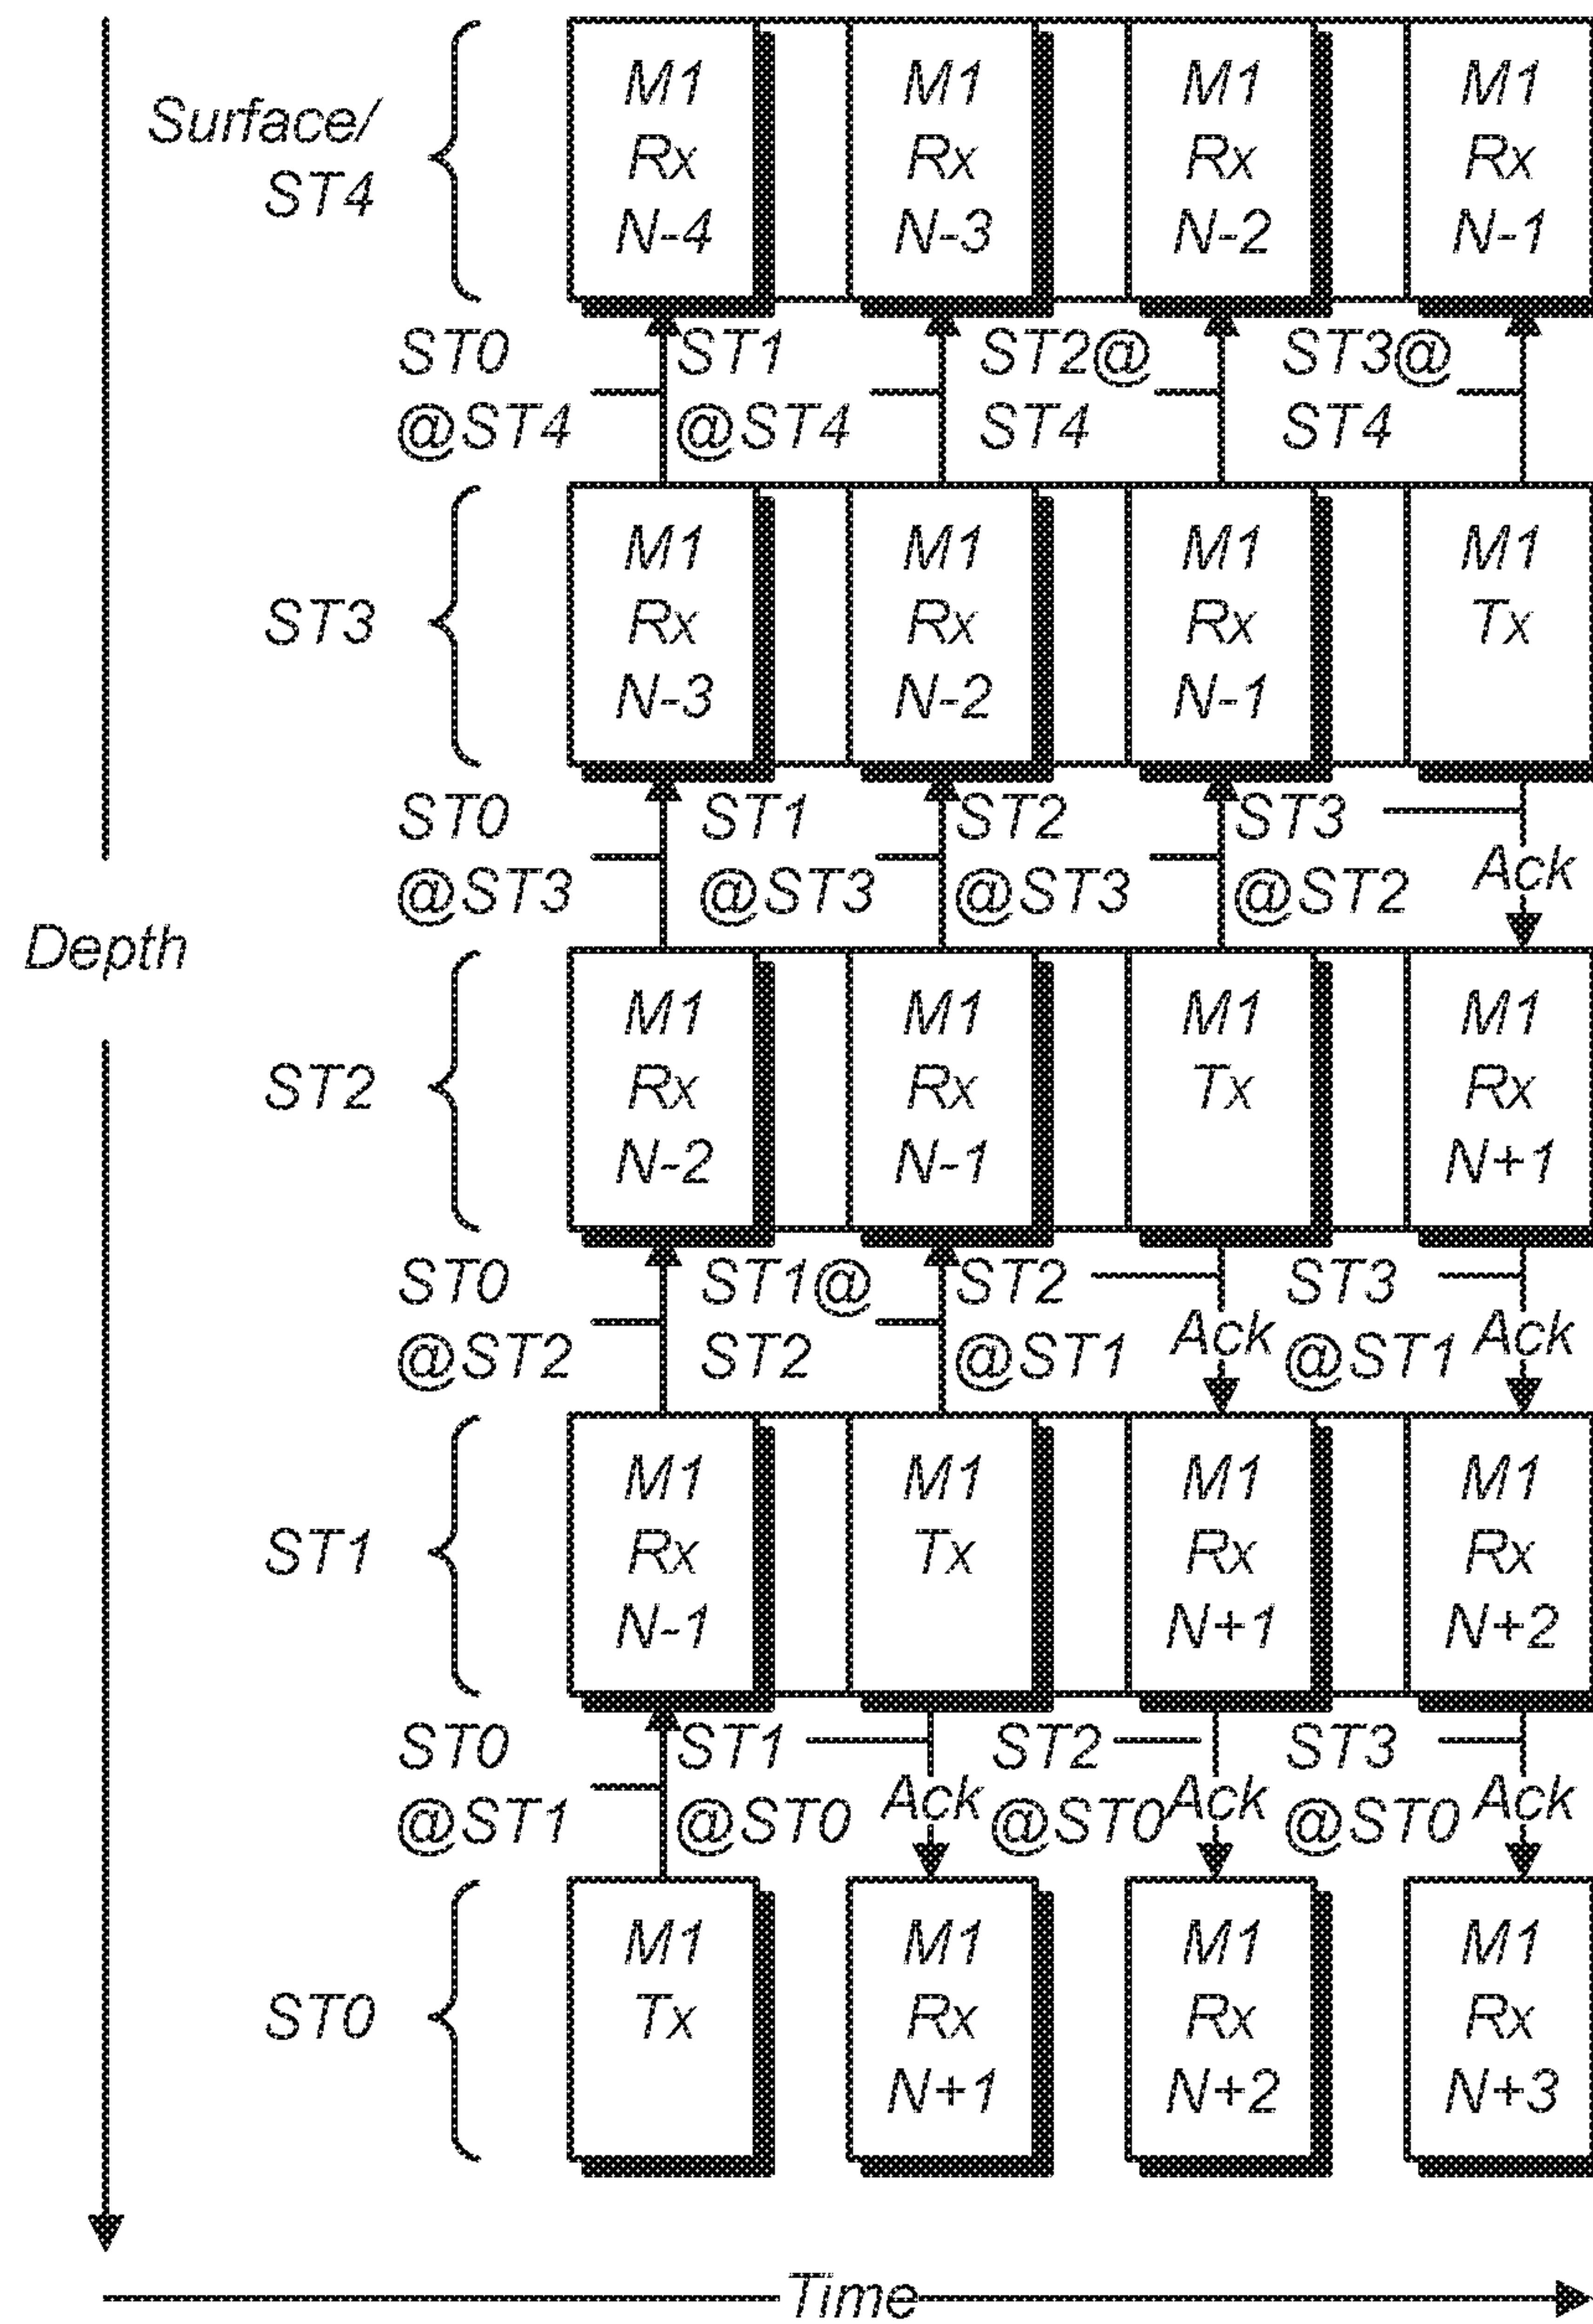 Surface/
ST4
M1
Rx
N-4
M1
Rx
N-3
M1
Rx
N-2
M1
Rx
N-1
ST0
@ST4
ST1
@ST4
ST2@
ST4
ST3@
ST4
ST3
M1
Rx
N-3
M1
Rx
N-2
M1
Rx
N-1
M1
Tx
ST0
@ST3
ST1
@ST3
ST2
@ST3
ST3
@ST2
Ack
Depth
ST2
M1
Rx
N-2
M1
Rx
N-1
M1
Tx
M1
Rx
N+1
ST0
@ST2
ST1@
ST2
ST2
@ST1
Ack
ST3
@ST1
Ack
ST1
M1
Rx
N-1
M1
Tx
M1
Rx
N+1
M1
Rx
N+2
ST0
@ST1
ST1
@ST0
Ack
ST2
@ST0
Ack
ST3
@ST0
Ack
ST0
M1
Tx
M1
Rx
N+1
M1
Rx
N+2
M1
Rx
N+3
Time